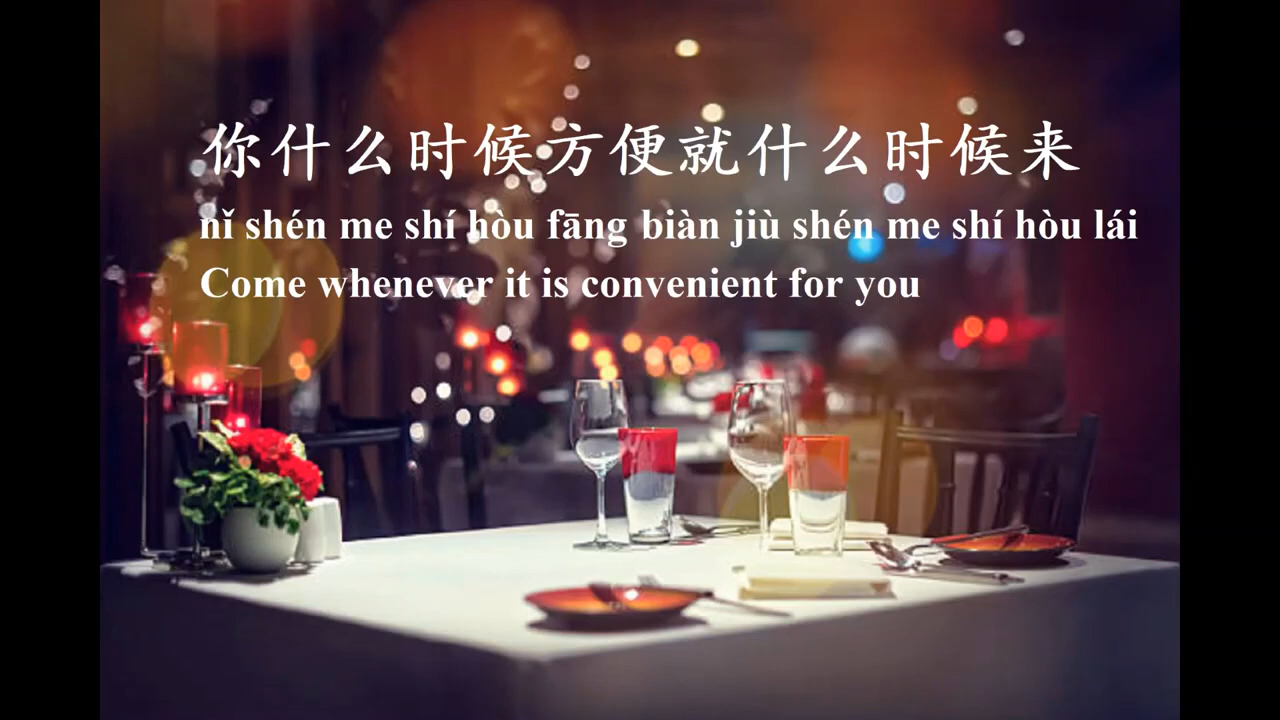 你什么时候方便就什么时候来
nǐ shén me shí hòu fāng biàn jiù shén me shí hòu lái
Come whenever it is convenient for you